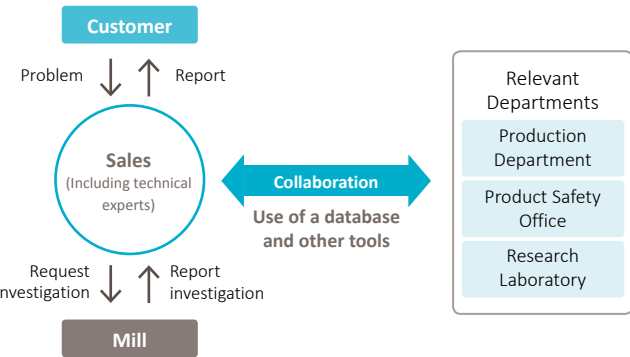 Customer
Problem
Report
Sales
(Including technical
experts)
Collaboration
Use of a database
and other tools
Relevant
Departments
Production
Department
Product Safety
Office
Research
Laboratory
Request
investigation
Report
investigation
Mill